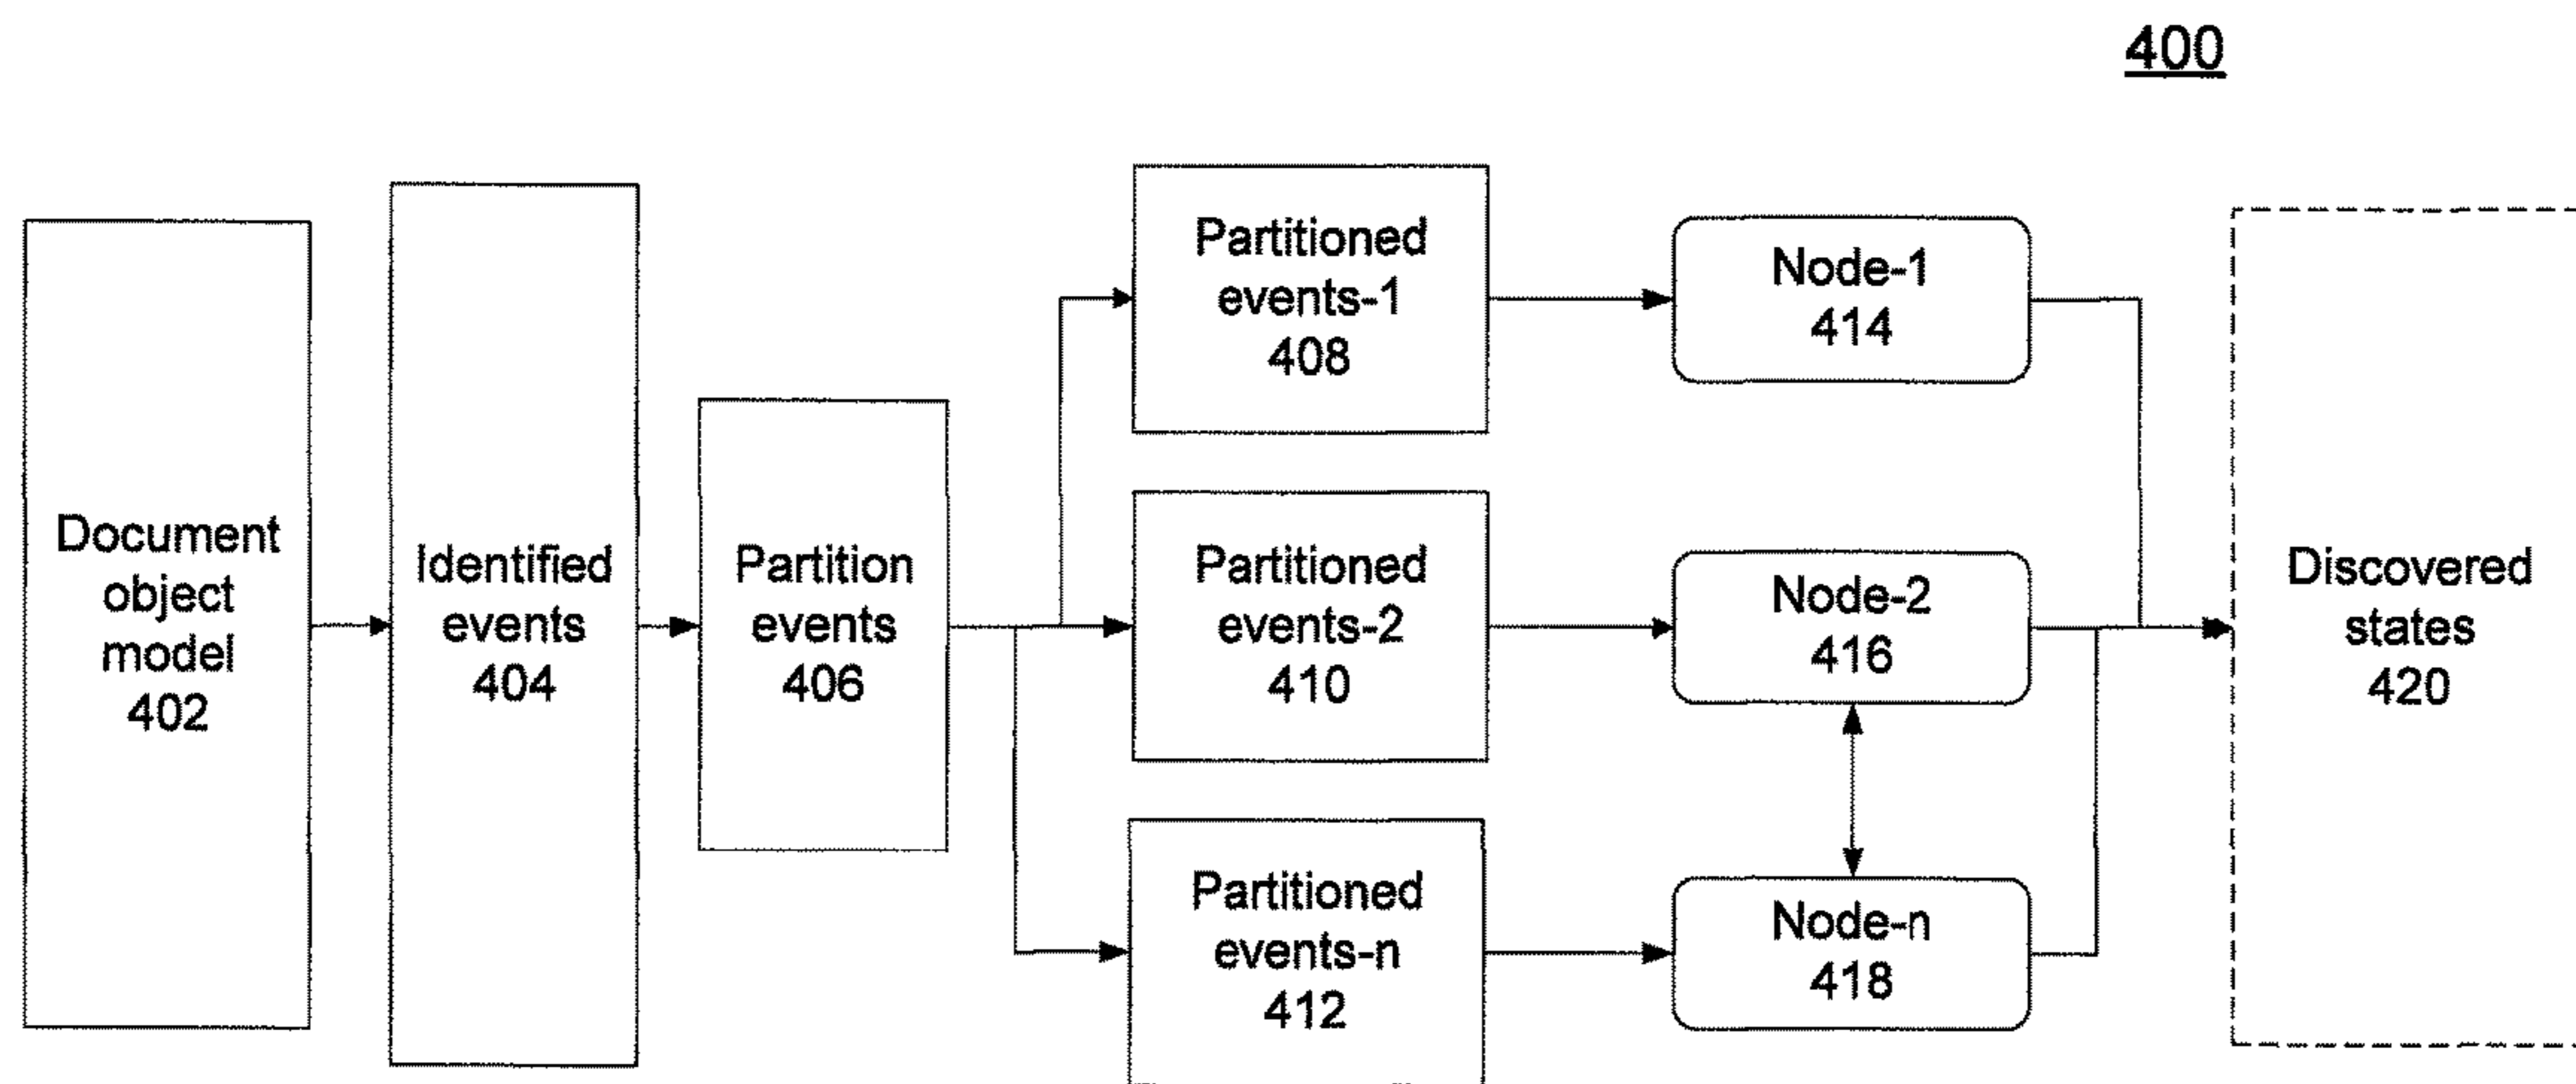 400
Document
object
model
402
Identified
events
404
Partition
events
406
Partitioned
events-1
408
Partitioned
events-2
410
Partitioned
events-n
412
Node-1
414
Node-2
416
Node-n
418
Discovered
states
420